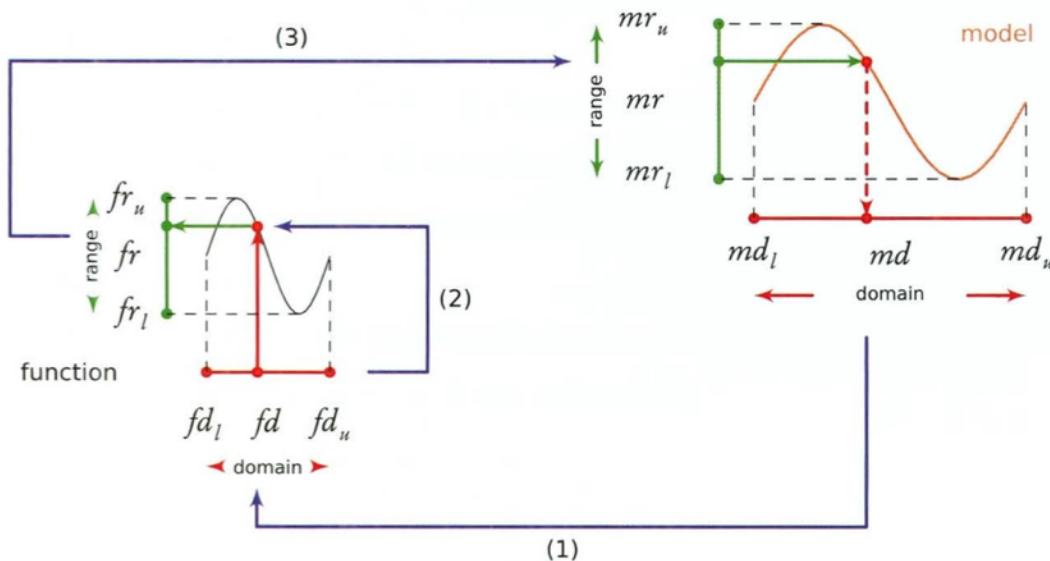 (3)
mr_u
model
range
mr
mr_l
fr_u
range
fr
fr_l
(2)
md_l md md_u
domain
function
fd_l fd fd_u
domain
(1)